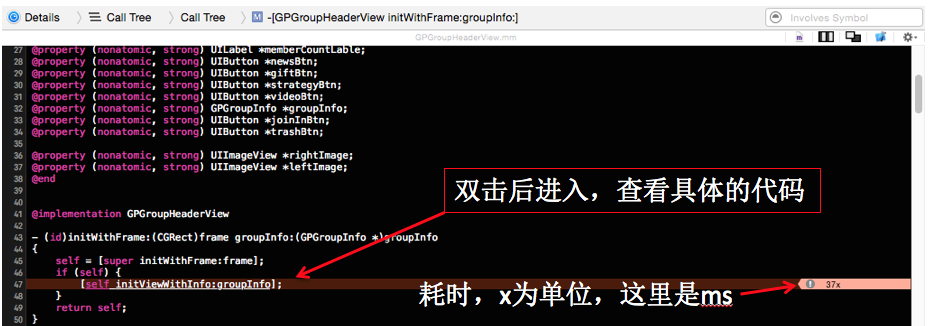 Details
Call Tree
Call Tree
M -[GPGroupHeaderView initWithFrame:groupInfo:]
Involves Symbol
GPGroupHeaderView.mm
27 @property (nonatomic, strong) UILabel *memberCountLable;
28 @property (nonatomic, strong) UIButton *newsBtn;
29 @property (nonatomic, strong) UIButton *giftBtn;
30 @property (nonatomic, strong) UIButton *strategyBtn;
31 @property (nonatomic, strong) UIButton *videoBtn;
32 @property (nonatomic, strong) GPGroupInfo *groupInfo;
33 @property (nonatomic, strong) UIButton *joinInBtn;
34 @property (nonatomic, strong) UIButton *trashBtn;
35
36 @property (nonatomic, strong) UIImageView *rightImage;
37 @property (nonatomic, strong) UIImageView *leftImage;
38 @end
39
40
41 @implementation GPGroupHeaderView
42
43 - (id)initWithFrame:(CGRect)frame groupInfo:(GPGroupInfo *)groupInfo
44 {
45 self = [super initWithFrame:frame];
46 if (self) {
47 [self initViewWithInfo:groupInfo];
48 }
49 return self;
50 }
双击后进入，查看具体的代码
耗时，x为单位，这里是ms
37x